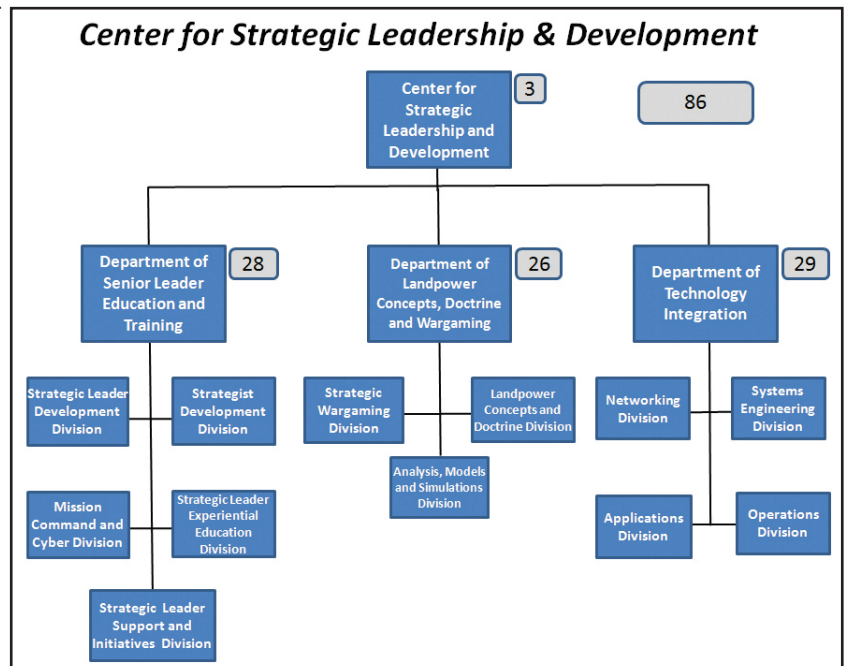 Center for Strategic Leadership & Development
Center for
Strategic
Leadership and
Development
3
86
Department of
Senior Leader
Education and
Training
28
Department of
Landpower
Concepts, Doctrine
and Wargaming
26
Department of
Technology
Integration
29
Strategic Leader
Development
Division
Strategist
Development
Division
Strategic
Wargaming
Division
Landpower
Concepts and
Doctrine Division
Networking
Division
Systems
Engineering
Division
Analysis, Models
and Simulations
Division
Mission
Command and
Cyber Division
Strategic Leader
Experiential
Education
Division
Applications
Division
Operations
Division
Strategic Leader
Support and
Initiatives Division